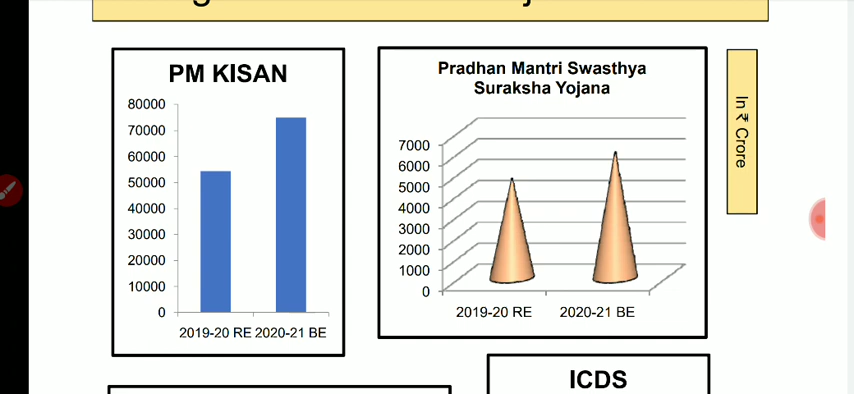 PM KISAN
80000
70000
60000
50000
40000
30000
20000
10000
0
2019-20 RE 2020-21 BE
Pradhan Mantri Swasthya
Suraksha Yojana
7000
6000
5000
4000
3000
2000
1000
0
2019-20 RE 2020-21 BE
In ₹ Crore
ICDS